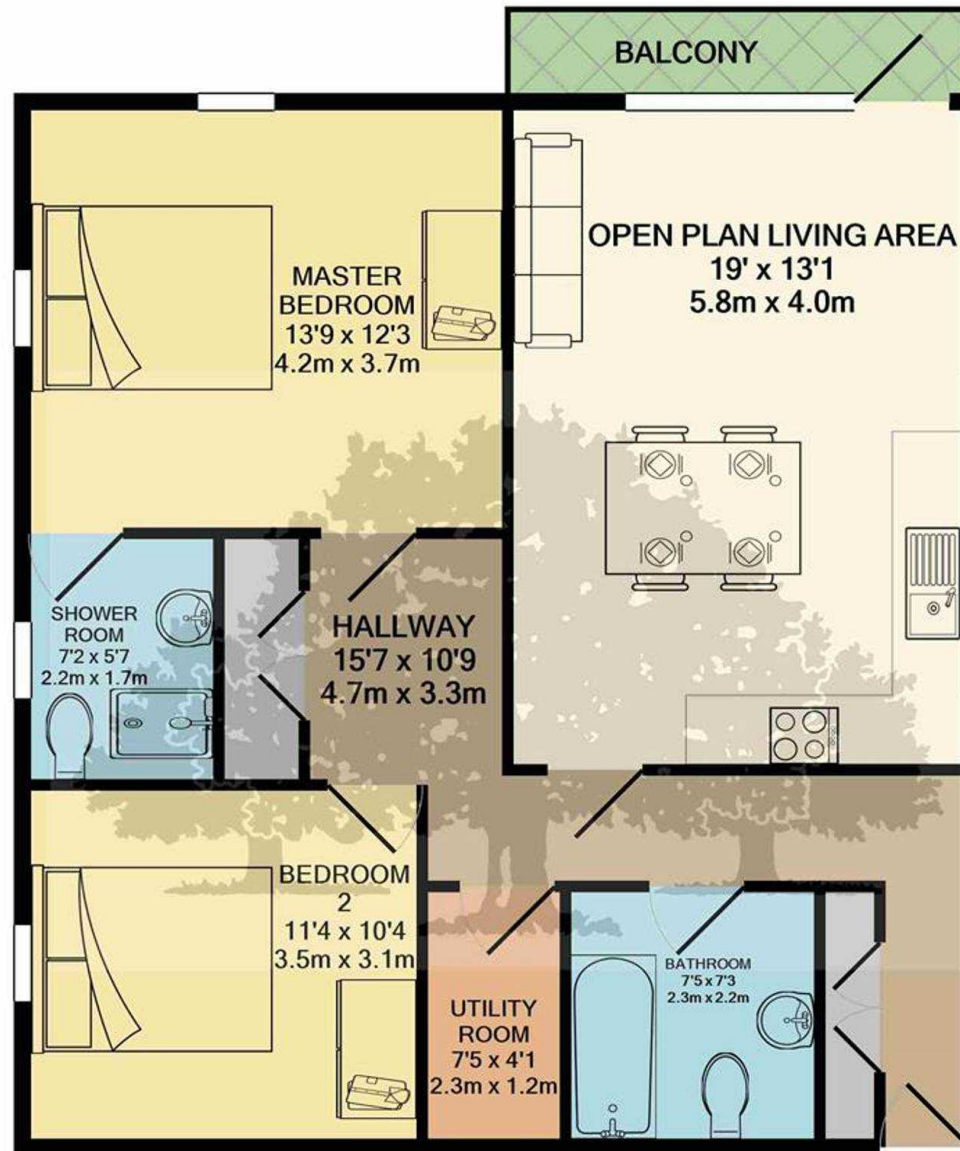 BALCONY
OPEN PLAN LIVING AREA
19' x 13'1
5.8m x 4.0m
MASTER
BEDROOM
13'9 x 12'3
4.2m x 3.7m
SHOWER
ROOM
7'2 x 5'7
2.2m x 1.7m
HALLWAY
15'7 x 10'9
4.7m x 3.3m
BEDROOM
2
11'4 x 10'4
3.5m x 3.1m
UTILITY
ROOM
7'5 x 4'1
2.3m x 1.2m
BATHROOM
7'5 x 7'3
2.3m x 2.2m